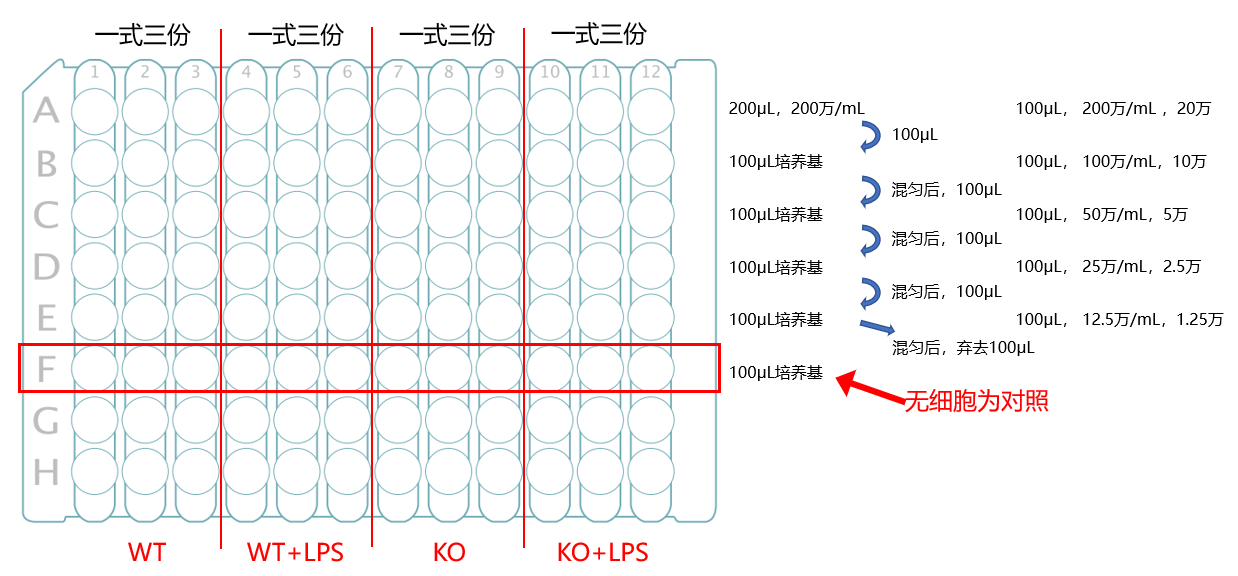 一式三份 一式三份 一式三份 一式三份
1 2 3 4 5 6 7 8 9 10 11 12
A 200μL，200万/mL 100μL， 200万/mL ，20万
100μL
B 100μL培养基 100μL， 100万/mL，10万
混匀后，100μL
C 100μL培养基 100μL， 50万/mL，5万
混匀后，100μL
D 100μL培养基 100μL， 25万/mL，2.5万
混匀后，100μL
E 100μL培养基 100μL， 12.5万/mL，1.25万
混匀后，弃去100μL
F 100μL培养基
无细胞为对照
G
H
WT WT+LPS KO KO+LPS